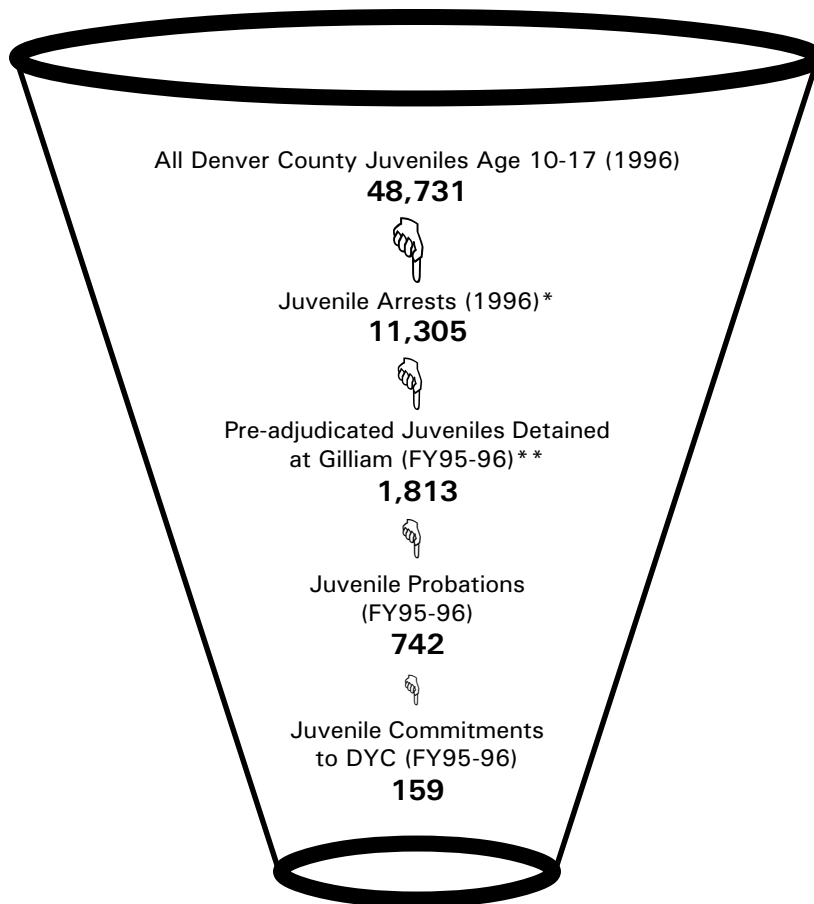 All Denver County Juveniles Age 10-17 (1996)
48,731
Juvenile Arrests (1996)*
11,305
Pre-adjudicated Juveniles Detained
at Gilliam (FY95-96)**
1,813
Juvenile Probations
(FY95-96)
742
Juvenile Commitments
to DYC (FY95-96)
159